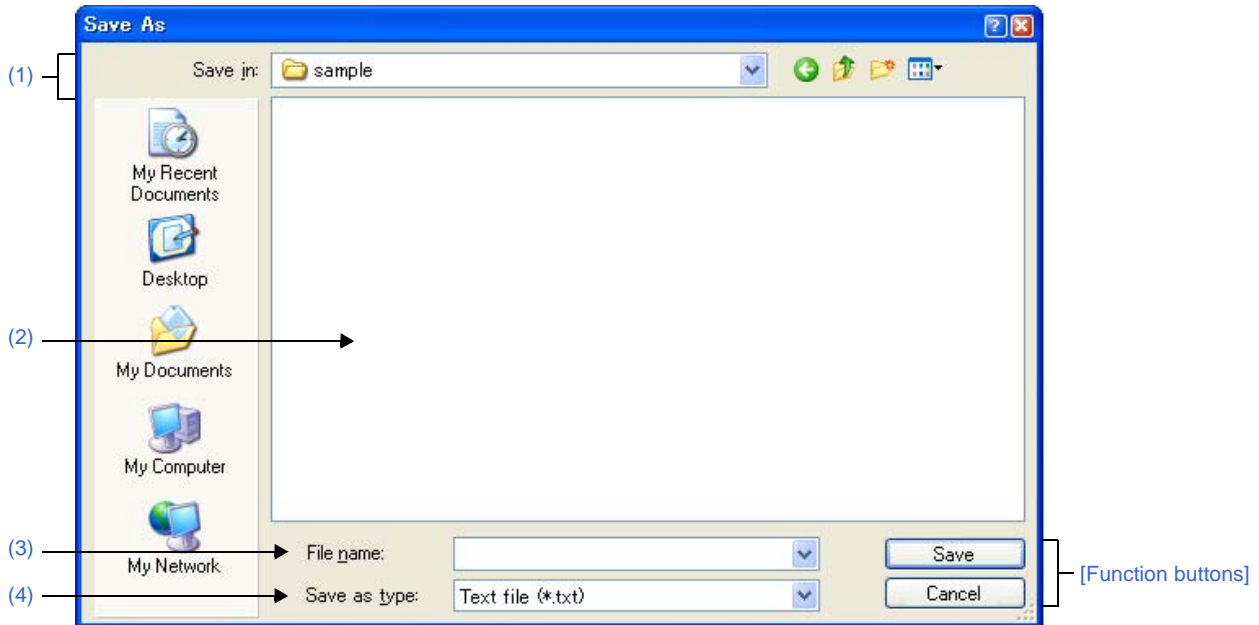 Save As
(1)
Save in:
sample
My Recent
Documents
Desktop
(2)
My Documents
My Computer
My Network
(3)
File name:
Save
(4)
Save as type:
Text file (*.txt)
Cancel
[Function buttons]